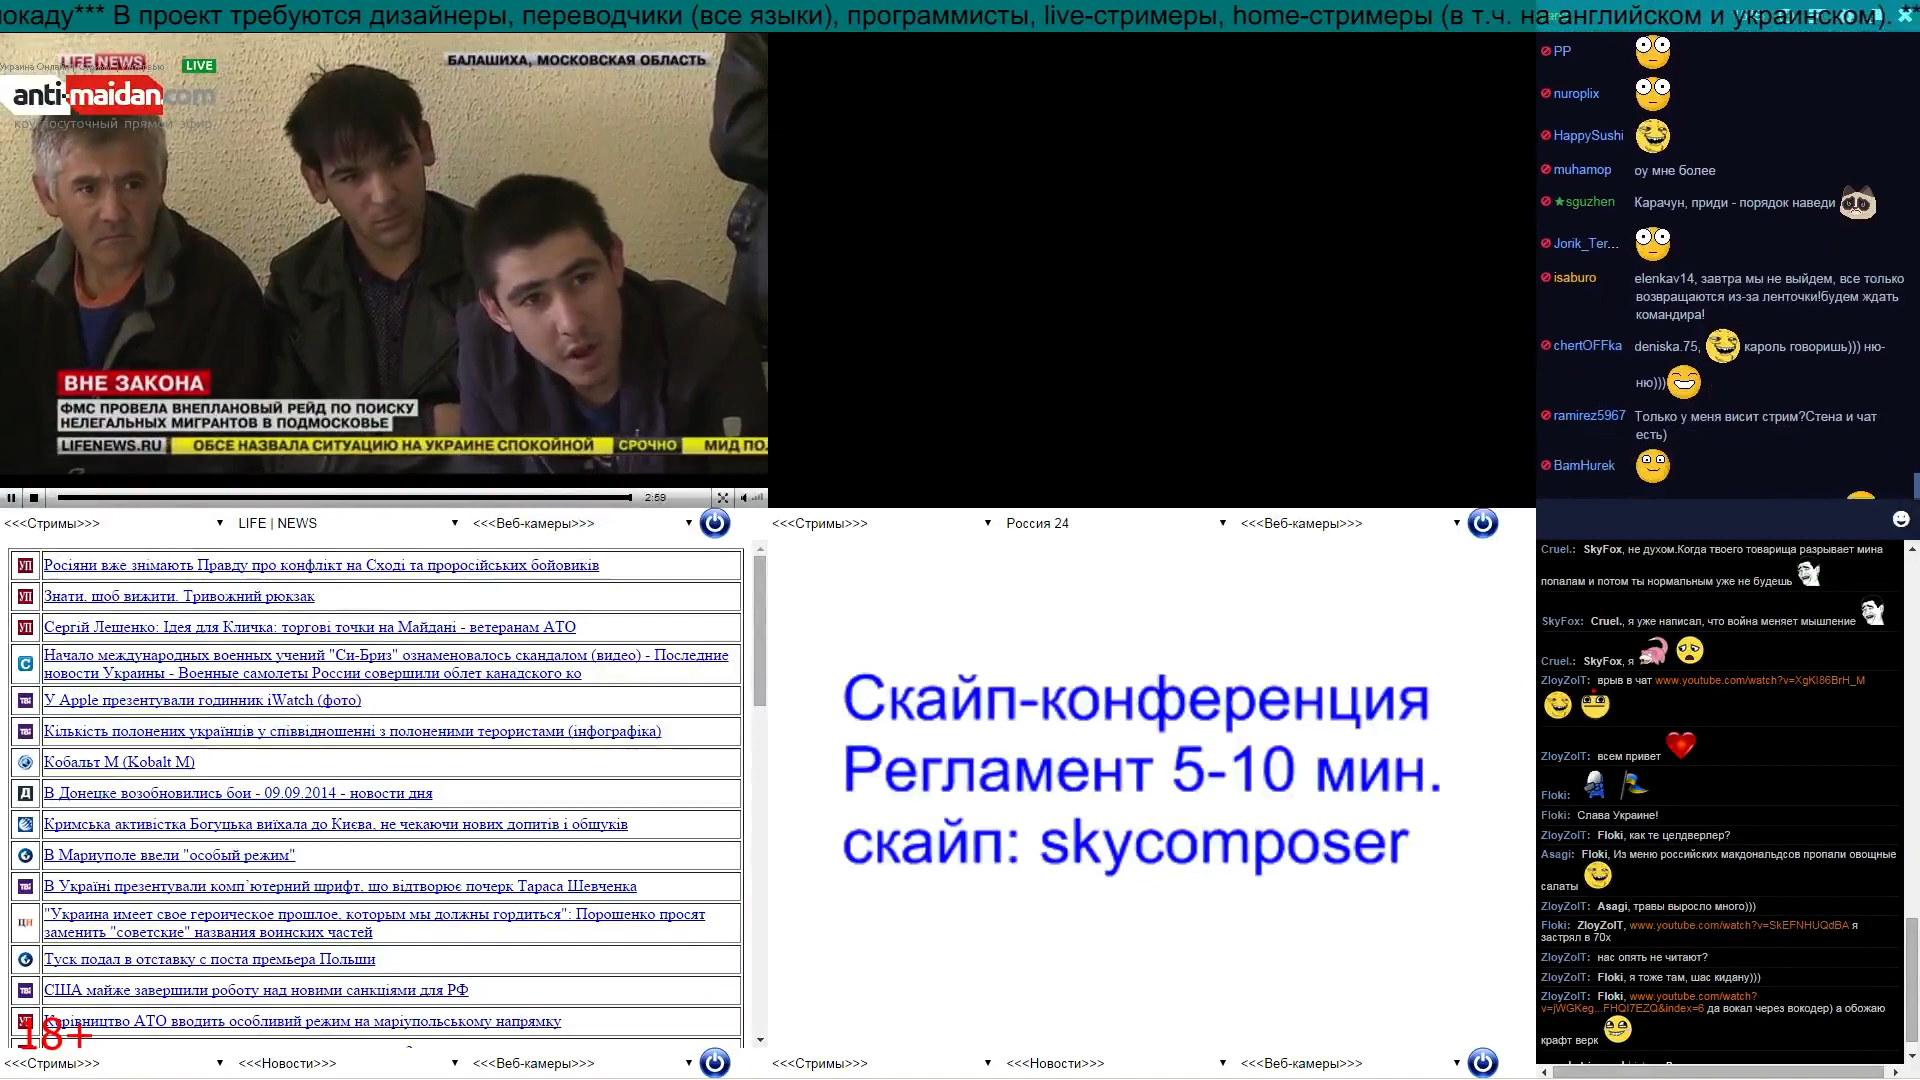 окаду*** В проект требуются дизайнеры, переводчики (все языки), программисты, live-стримеры, home-стримеры (в т.ч. на английском и украинском).
LIFE NEWS
LIVE
anti-maidan.com
круглосуточный прямой эфир
БАЛАШИХА, МОСКОВСКАЯ ОБЛАСТЬ
ВНЕ ЗАКОНА
ФМС ПРОВЕЛА ВНЕПЛАНОВЫЙ РЕЙД ПО ПОИСКУ
НЕЛЕГАЛЬНЫХ МИГРАНТОВ В ПОДМОСКОВЬЕ
LIFENEWS.RU ОБСЕ НАЗВАЛА СИТУАЦИЮ НА УКРАИНЕ СПОКОЙНОЙ СРОЧНО МИД ПО
2:59
<<<Стримы>>> LIFE | NEWS <<<Веб-камеры>>>
<<<Стримы>>> Россия 24 <<<Веб-камеры>>>
Росіяни вже знімають Правду про конфлікт на Сході та проросійських бойовиків
Знати, щоб вижити. Тривожний рюкзак
Сергій Лещенко: Ідея для Кличка: торгові точки на Майдані - ветеранам АТО
Начало международных военных учений "Си-Бриз" ознаменовалось скандалом (видео) - Последние
новости Украины - Военные самолеты России совершили облет канадского ко
У Apple презентували годинник iWatch (фото)
Кількість полонених українців у співвідношенні з полоненими терористами (інфографіка)
Кобальт М (Kobalt M)
В Донецке возобновились бои - 09.09.2014 - новости дня
Кримська активістка Богуцька виїхала до Києва, не чекаючи нових допитів і обшуків
В Мариуполе ввели "особый режим"
В Україні презентували комп`ютерний шрифт, що відтворює почерк Тараса Шевченка
"Украина имеет свое героическое прошлое, которым мы должны гордиться": Порошенко просят
заменить "советские" названия воинских частей
Туск подал в отставку с поста премьера Польши
США майже завершили роботу над новими санкціями для РФ
Керівництво АТО вводить особливий режим на маріупольському напрямку
18+
<<<Стримы>>> <<<Новости>>> <<<Веб-камеры>>>
Скайп-конференция
Регламент 5-10 мин.
скайп: skycomposer
<<<Стримы>>> <<<Новости>>> <<<Веб-камеры>>>
PP
nuroplix
HappySushi
muhamop оу мне более
sguzhen Карачун, приди - порядок наведи
Jorik_Ter...
isaburo elenkav14, завтра мы не выйдем, все только
возвращаются из-за ленточки!будем ждать
командира!
chertOFFka deniska.75, кароль говоришь))) ню-
ню)))
ramirez5967 Только у меня висит стрим?Стена и чат
есть)
BamHurek
Cruel.: SkyFox, не духом.Когда твоего товарища разрывает мина
попалам и потом ты нормальным уже не будешь
SkyFox: Cruel., я уже написал, что война меняет мышление
Cruel.: SkyFox, я
ZloyZolT: врыв в чат www.youtube.com/watch?v=XgKI86BrH_M
ZloyZolT: всем привет
Floki:
Floki: Слава Украине!
ZloyZolT: Floki, как те целдверлер?
Asagi: Floki, Из меню российских макдональдсов пропали овощные
салаты
ZloyZolT: Asagi, травы выросло много)))
Floki: ZloyZolT, www.youtube.com/watch?v=SkEFNHUQdBA я
застрял в 70х
ZloyZolT: нас опять не читают?
ZloyZolT: Floki, я тоже там, шас кидану)))
ZloyZolT: Floki, www.youtube.com/watch?
v=jWGKeg...FHQI7EZQ&index=6 да вокал через вокодер) а обожаю
крафт верк